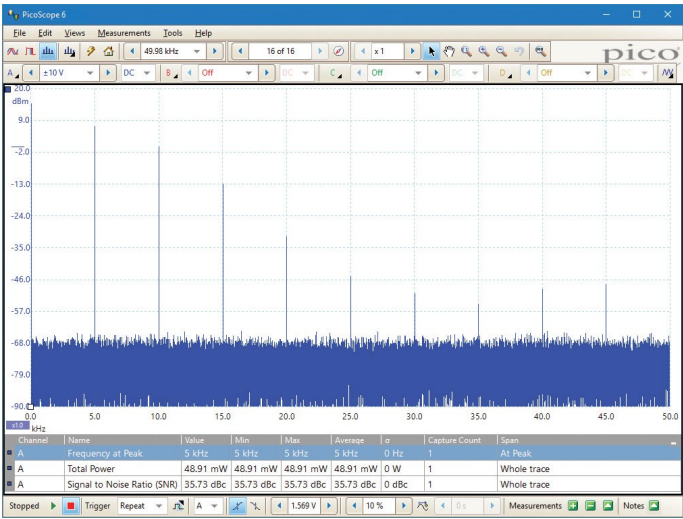 PicoScope 6
File Edit Views Measurements Tools Help
49.98 kHz 16 of 16 x 1 pico
A ±10 V DC B Off DC C Off DC D Off DC
20.0
dBm
9.0
-2.0
-13.0
-24.0
-35.0
-46.0
-57.0
-68.0
-79.0
-90.0
0.0 5.0 10.0 15.0 20.0 25.0 30.0 35.0 40.0 45.0 50.0
x1.0 kHz
Channel Name Value Min Max Average σ Capture Count Span
A Frequency at Peak 5 kHz 5 kHz 5 kHz 5 kHz 0 Hz 1 At Peak
A Total Power 48.91 mW 48.91 mW 48.91 mW 48.91 mW 0 W 1 Whole trace
A Signal to Noise Ratio (SNR) 35.73 dBc 35.73 dBc 35.73 dBc 35.73 dBc 0 dBc 1 Whole trace
Stopped Trigger Repeat A 1.569 V 10 % 0 s Measurements Notes